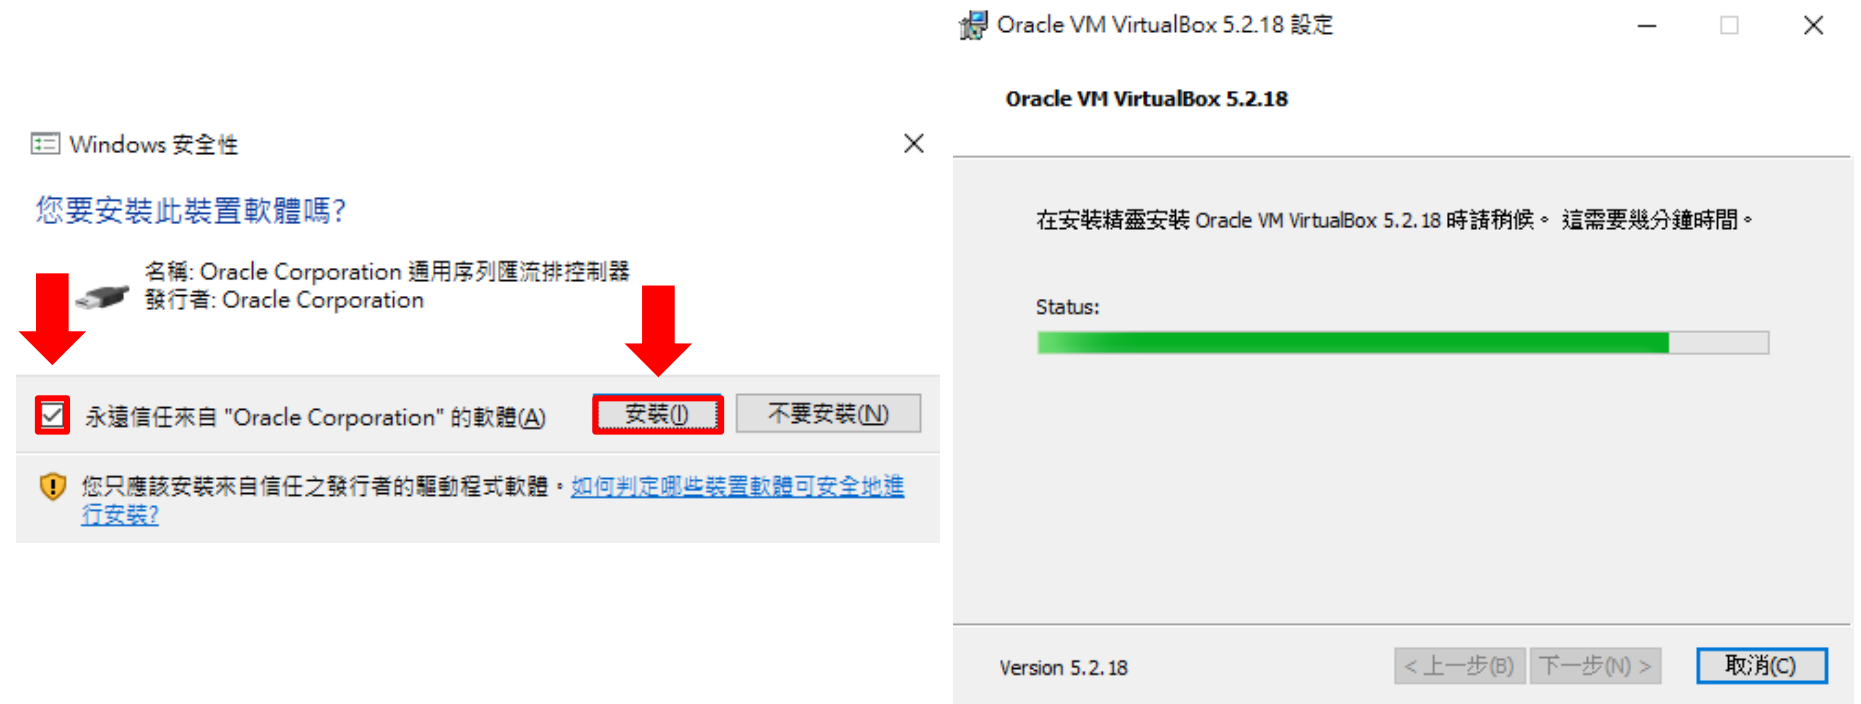 Windows 安全性
您要安裝此裝置軟體嗎?
名稱: Oracle Corporation 通用序列匯流排控制器
發行者: Oracle Corporation
永遠信任來自 "Oracle Corporation" 的軟體(A)
安裝(I)
不要安裝(N)
您只應該安裝來自信任之發行者的驅動程式軟體。如何判定哪些裝置軟體可安全地進
行安裝?
Oracle VM VirtualBox 5.2.18 設定
Oracle VM VirtualBox 5.2.18
在安裝精靈安裝 Oracle VM VirtualBox 5.2.18 時請稍候。 這需要幾分鐘時間。
Status:
Version 5.2.18
< 上一步(B)
下一步(N) >
取消(C)